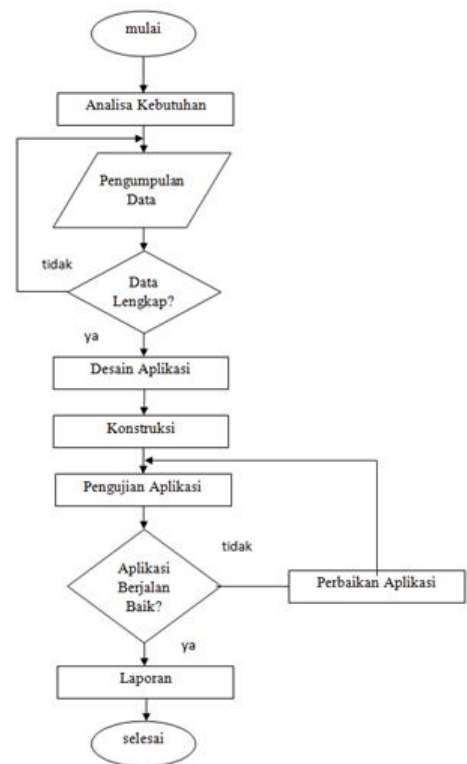 mulai
Analisa Kebutuhan
Pengumpulan
Data
tidak
Data
Lengkap?
ya
Desain Aplikasi
Konstruksi
Pengujian Aplikasi
tidak
Aplikasi
Berjalan
Baik?
Perbaikan Aplikasi
ya
Laporan
selesai